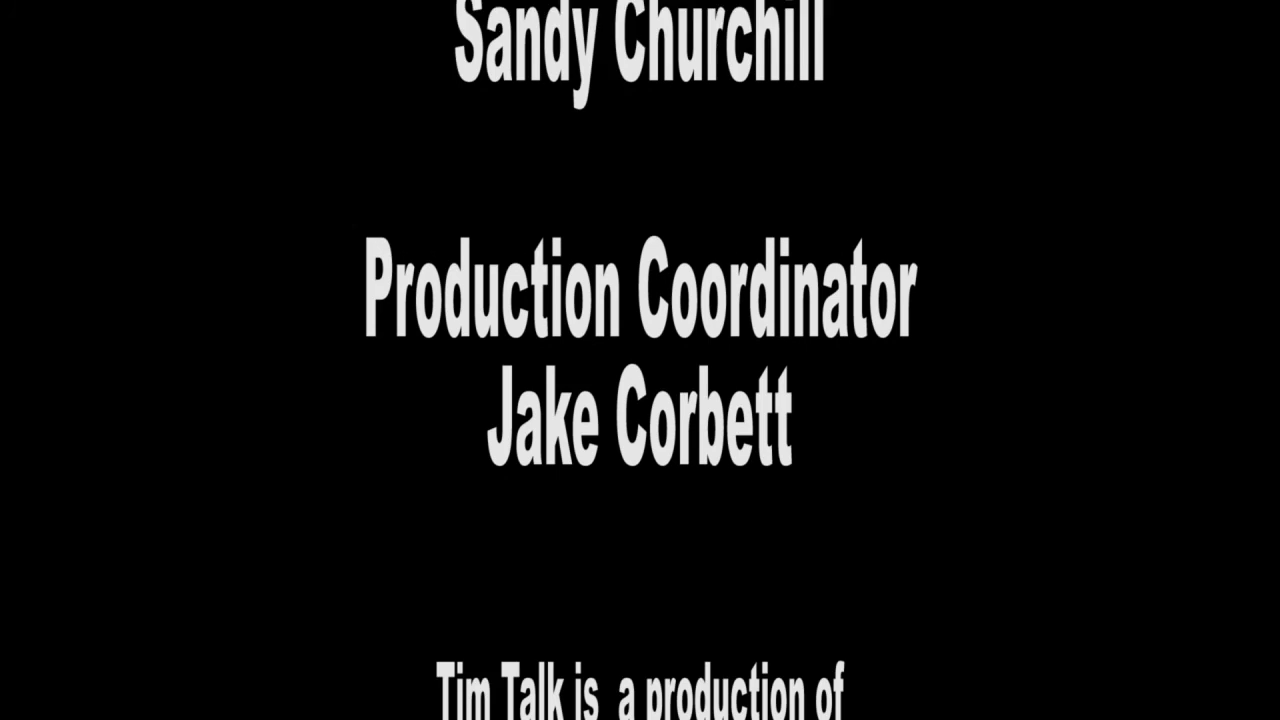 Sandy Churchill
Production Coordinator
Jake Corbett
Tim Talk is  a production of